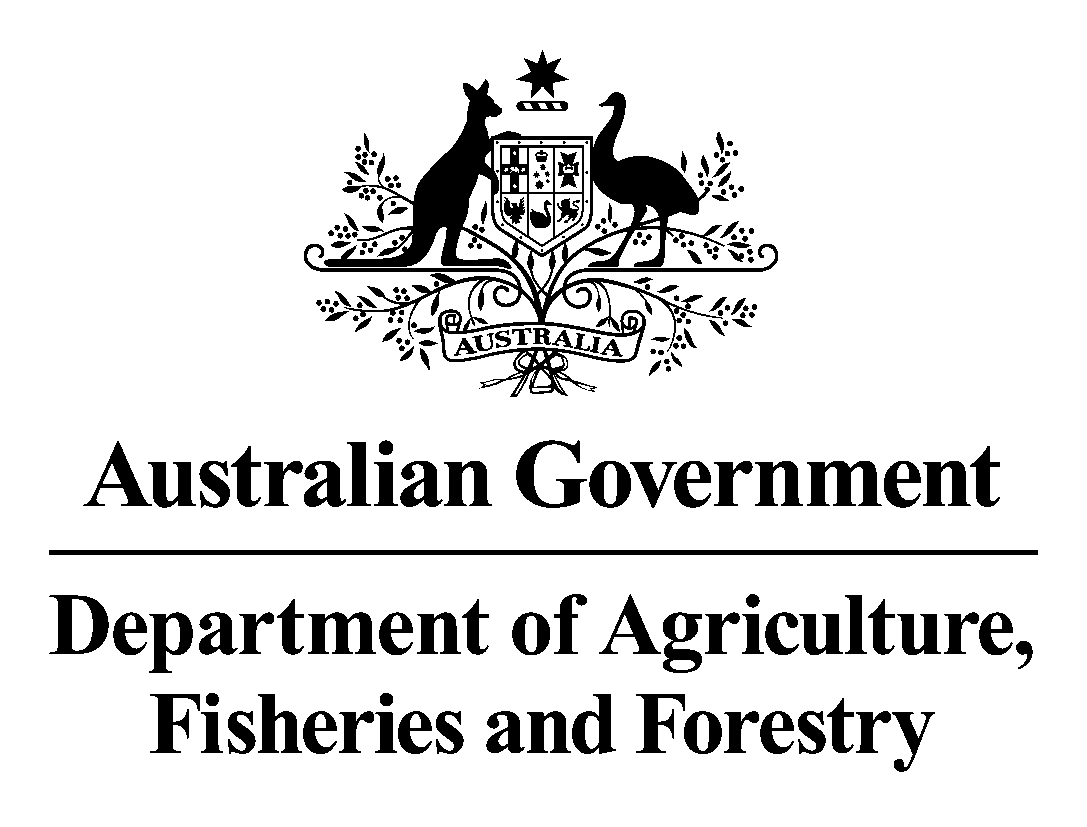 AUSTRALIA
Australian Government
Department of Agriculture,
Fisheries and Forestry